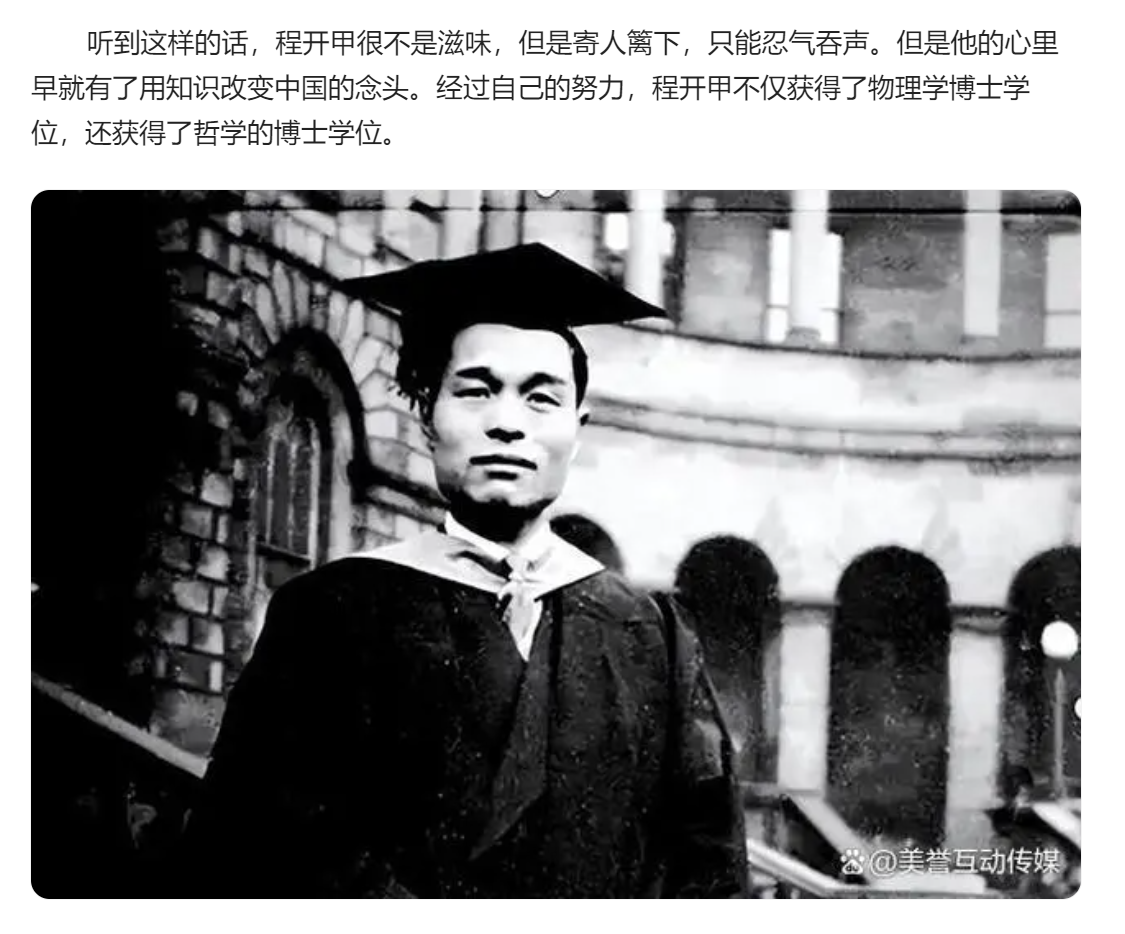 听到这样的话，程开甲很不是滋味，但是寄人篱下，只能忍气吞声。但是他的心里
早就有了用知识改变中国的念头。经过自己的努力，程开甲不仅获得了物理学博士学
位，还获得了哲学的博士学位。
@美誉互动传媒